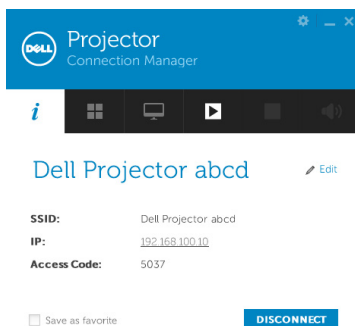 DELL
Projector
Connection Manager
i
Dell Projector abcd
Edit
SSID: Dell Projector abcd
IP: 192.168.100.10
Access Code: 5037
Save as favorite
DISCONNECT